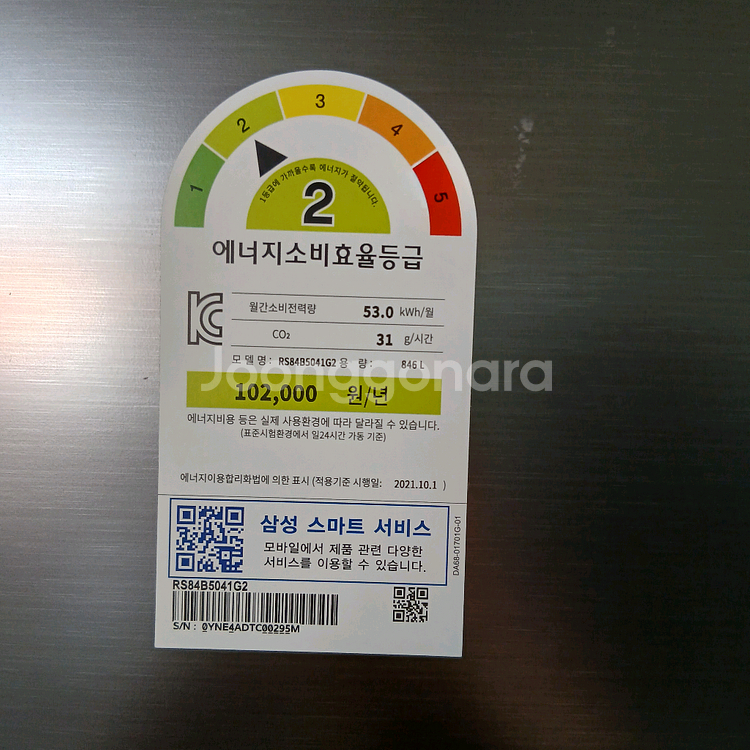 1 2 3 4 5
1등급에 가까울수록 에너지가 절약됩니다.
2
에너지소비효율등급
월간소비전력량 53.0 kWh/월
CO₂ 31 g/시간
모 델 명 : RS84B5041G2 용 량 : 846 L
Joonggonara
102,000 원/년
에너지비용 등은 실제 사용환경에 따라 달라질 수 있습니다.
(표준시험환경에서 일24시간 가동 기준)
에너지이용합리화법에 의한 표시 (적용기준 시행일: 2021.10.1 )
삼성 스마트 서비스
모바일에서 제품 관련 다양한
서비스를 이용할 수 있습니다.
DA68-01701G-01
RS84B5041G2
S/N : 0YNE4ADTC00295M